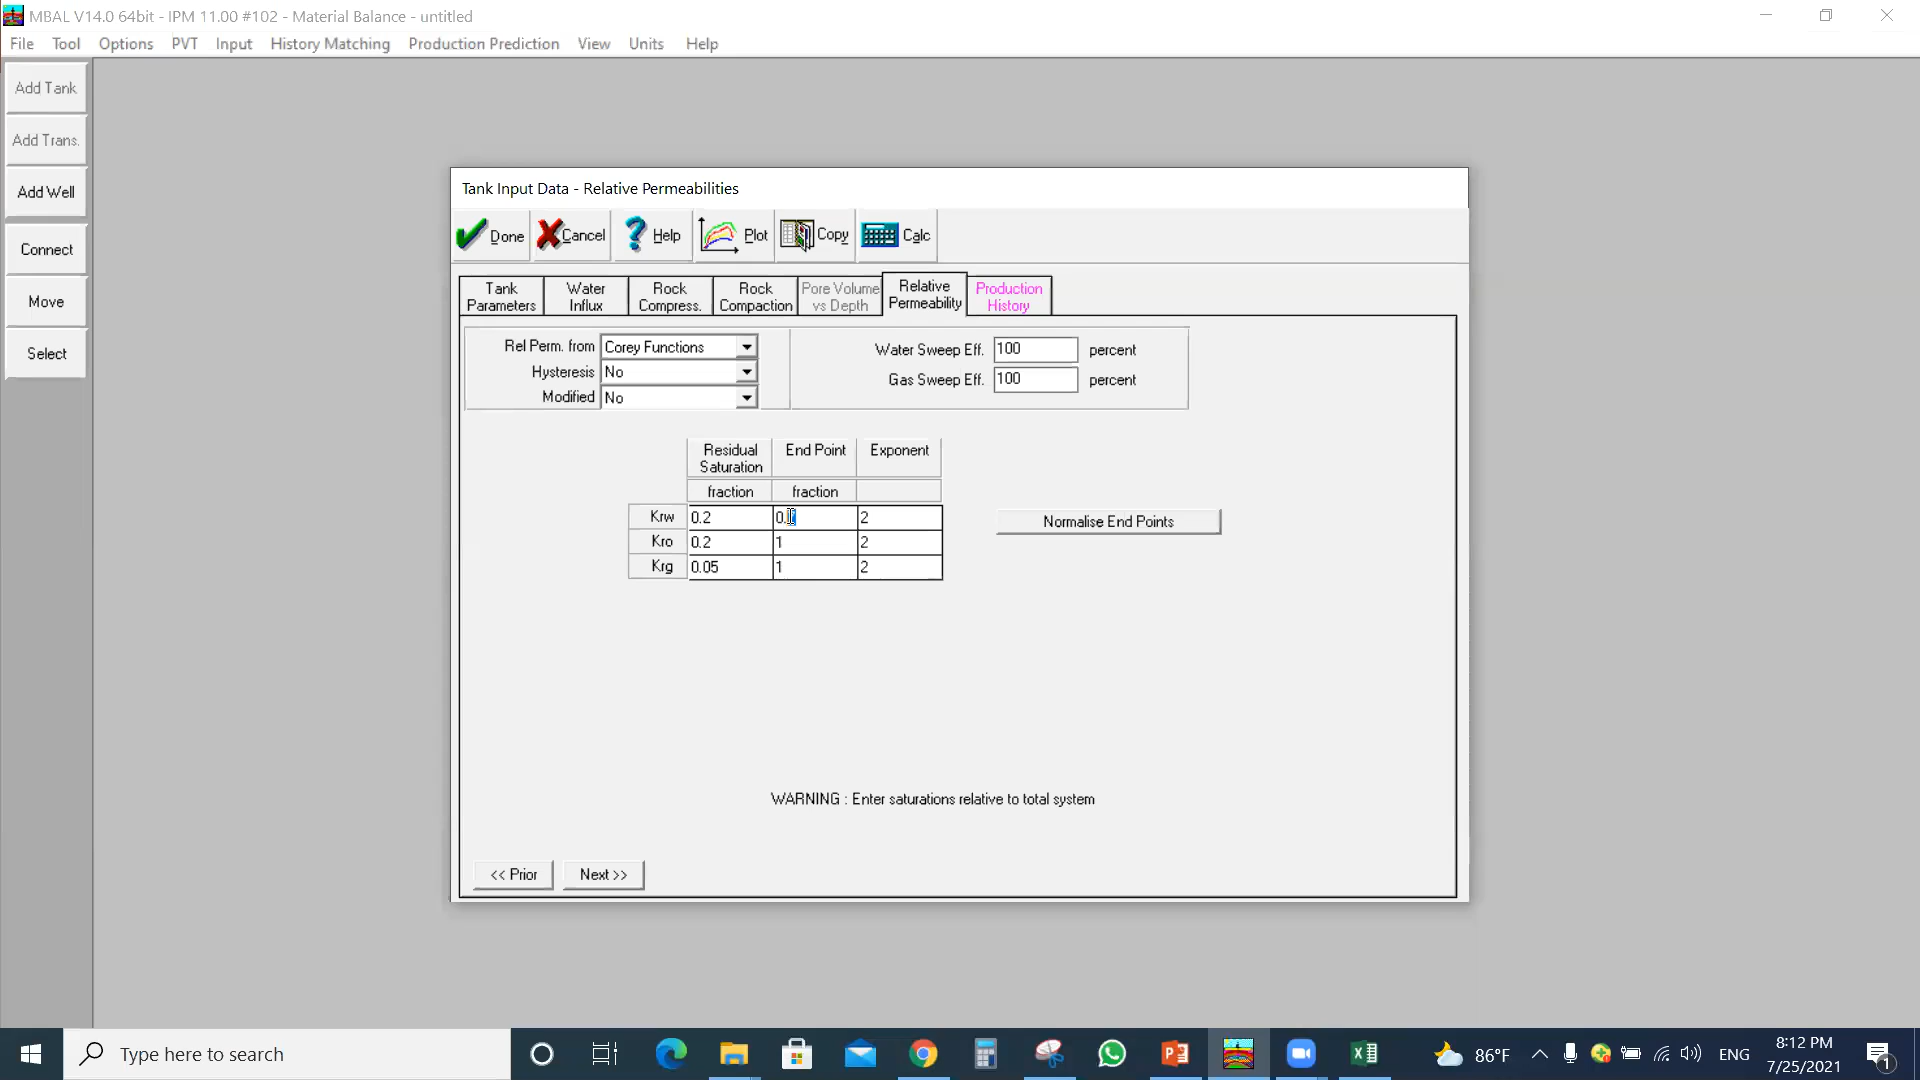 MBAL V14.0 64bit - IPM 11.00 #102 - Material Balance - untitled
File Tool Options PVT Input History Matching Production Prediction View Units Help
Add Tank
Add Trans.
Add Well
Connect
Move
Select
Tank Input Data - Relative Permeabilities
Done Cancel Help Plot Copy Calc
Tank Parameters
Water Influx
Rock Compress.
Rock Compaction
Pore Volume vs Depth
Relative Permeability
Production History
Rel Perm. from Corey Functions
Hysteresis No
Modified No
Water Sweep Eff. 100 percent
Gas Sweep Eff. 100 percent
Residual Saturation End Point Exponent
fraction fraction
Krw 0.2 2
Kro 0.2 1 2
Krg 0.05 1 2
Normalise End Points
WARNING : Enter saturations relative to total system
<< Prior Next >>
Type here to search
86°F
ENG
8:12 PM
7/25/2021
1